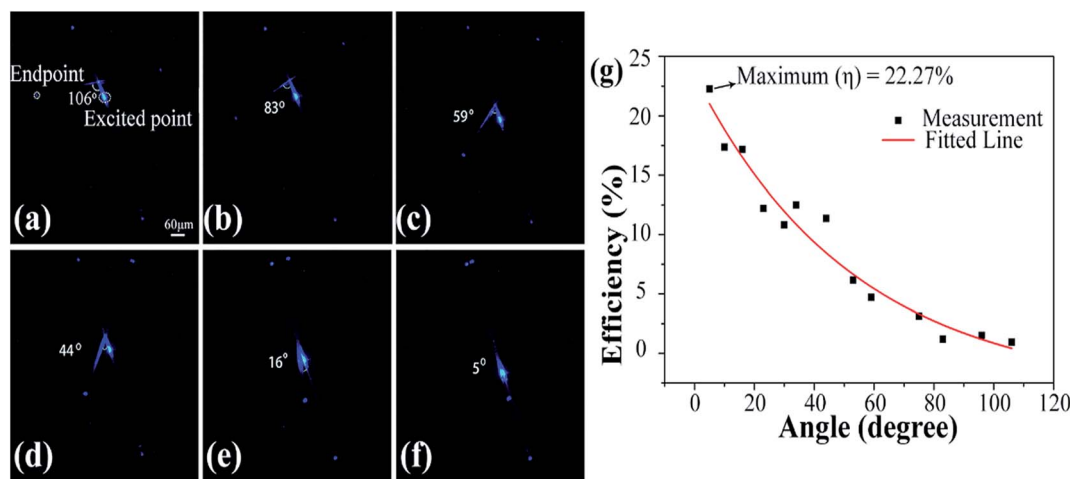 Endpoint
106°
Excited point
(a)
60μm
83°
(b)
59°
(c)
44°
(d)
16°
(e)
5°
(f)
(g)
25
20
15
10
5
0
Efficiency (%)
Maximum (η) = 22.27%
Measurement
Fitted Line
0 20 40 60 80 100 120
Angle (degree)